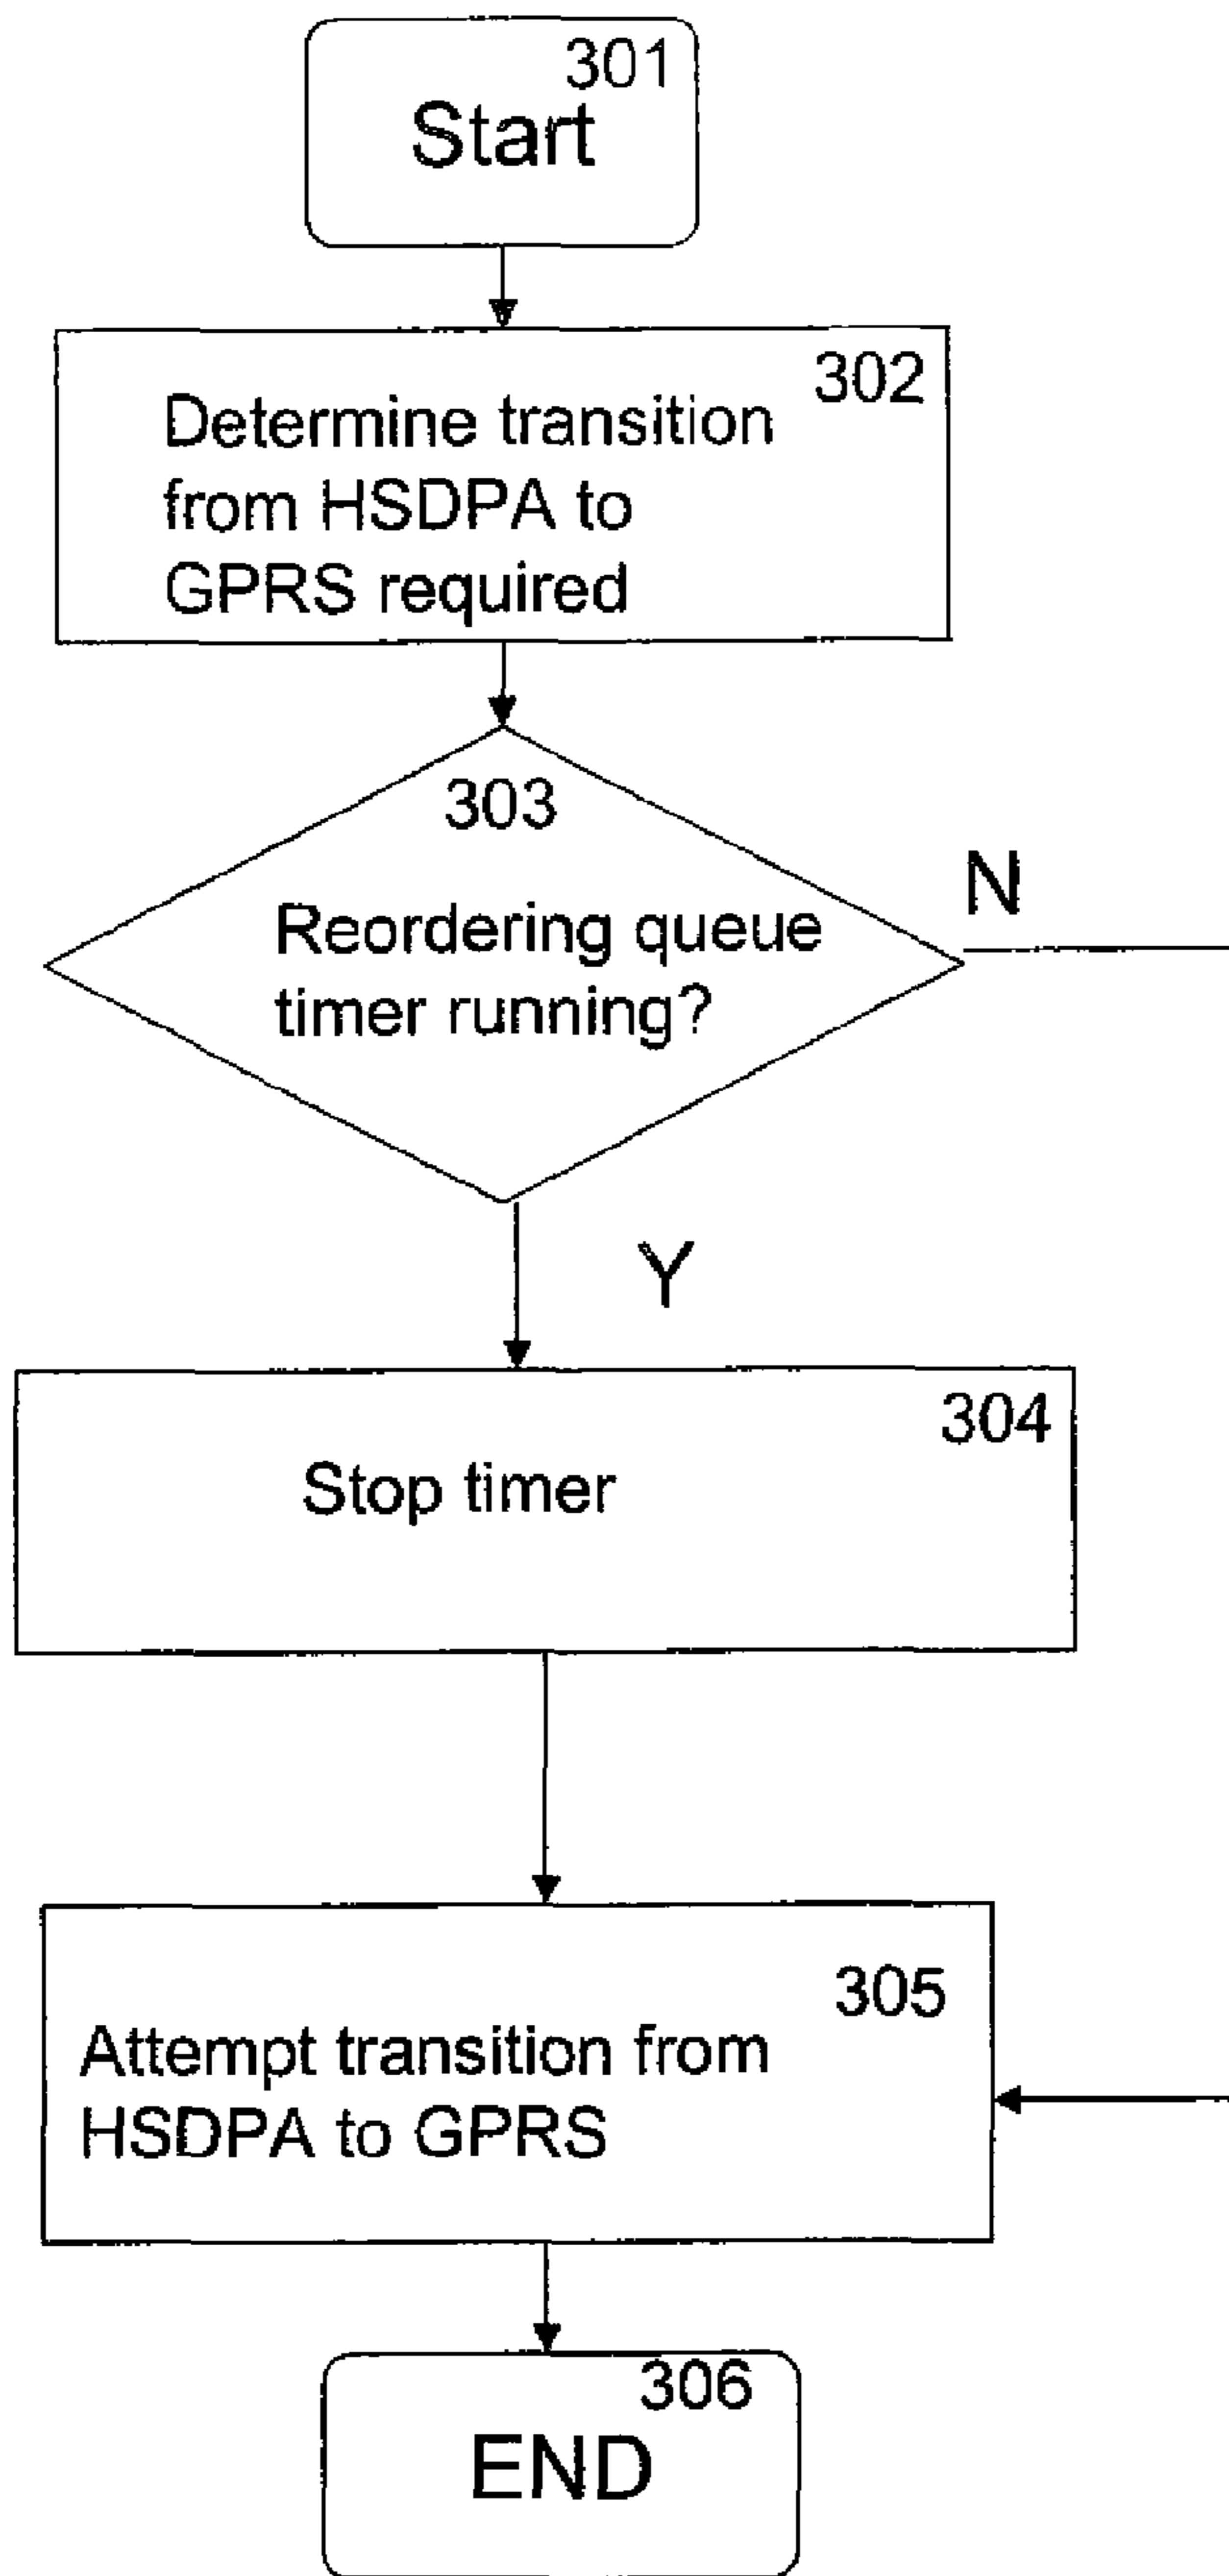 301
Start
302
Determine transition
from HSDPA to
GPRS required
303
Reordering queue
timer running?
N
Y
304
Stop timer
305
Attempt transition from
HSDPA to GPRS
306
END